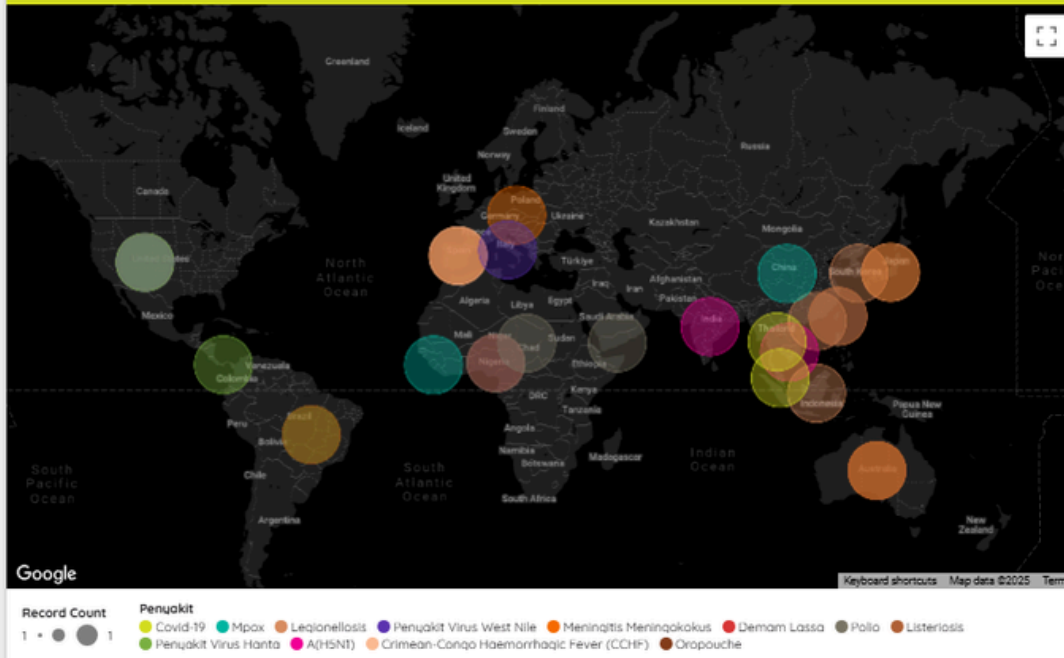 Greenland
Finland
Iceland
Sweden
Russia
Norway
United
Kingdom
Canada
Poland
Germany
Ukraine
Kazakhstan
Mongolia
Italy
United States
North
Atlantic
Ocean
Türkiye
China
South Korea
Japan
Nor
Pac
Oce
Iraq
Iran
Afghanistan
Pakistan
Algeria
Libya
Egypt
Saudi Arabia
Mexico
India
Thailand
Mali
Niger
Chad
Sudan
Nigeria
Ethiopia
Venezuela
Colombia
Kenya
DRC
Tanzania
Indonesia
Papua New
Guinea
Brazil
Peru
Bolivia
Angola
Namibia
Botswana
Madagascar
Indian
Ocean
South
Pacific
Ocean
South
Atlantic
Ocean
Chile
Australia
South Africa
Argentina
New
Zealand
Google
Keyboard shortcuts Map data ©2025 Term
Record Count
1 1
Penyakit
Covid-19 Mpox Legionellosis Penyakit Virus West Nile Meningitis Meningokokus Demam Lassa Polio Listeriosis
Penyakit Virus Hanta A(H5N1) Crimean-Congo Haemorrhagic Fever (CCHF) Oropouche